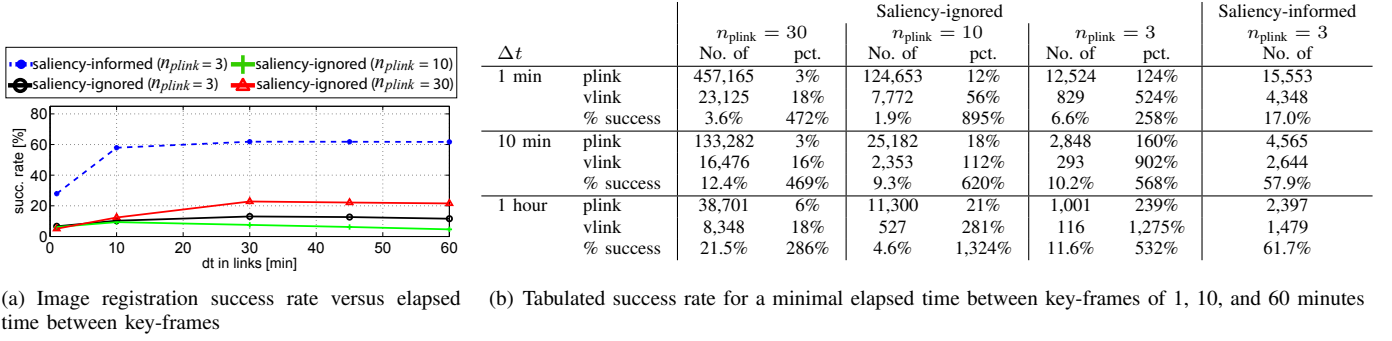 saliency-informed (nplink = 3) saliency-ignored (nplink = 10)
saliency-ignored (nplink = 3) saliency-ignored (nplink = 30)
80
60
40
20
0
succ. rate [%]
0 10 20 30 40 50 60
dt in links [min]
(a) Image registration success rate versus elapsed
time between key-frames
Saliency-ignored Saliency-informed
nplink = 30 nplink = 10 nplink = 3 nplink = 3
Δt No. of pct. No. of pct. No. of pct. No. of
1 min plink 457,165 3% 124,653 12% 12,524 124% 15,553
vlink 23,125 18% 7,772 56% 829 524% 4,348
% success 3.6% 472% 1.9% 895% 6.6% 258% 17.0%
10 min plink 133,282 3% 25,182 18% 2,848 160% 4,565
vlink 16,476 16% 2,353 112% 293 902% 2,644
% success 12.4% 469% 9.3% 620% 10.2% 568% 57.9%
1 hour plink 38,701 6% 11,300 21% 1,001 239% 2,397
vlink 8,348 18% 527 281% 116 1,275% 1,479
% success 21.5% 286% 4.6% 1,324% 11.6% 532% 61.7%
(b) Tabulated success rate for a minimal elapsed time between key-frames of 1, 10, and 60 minutes